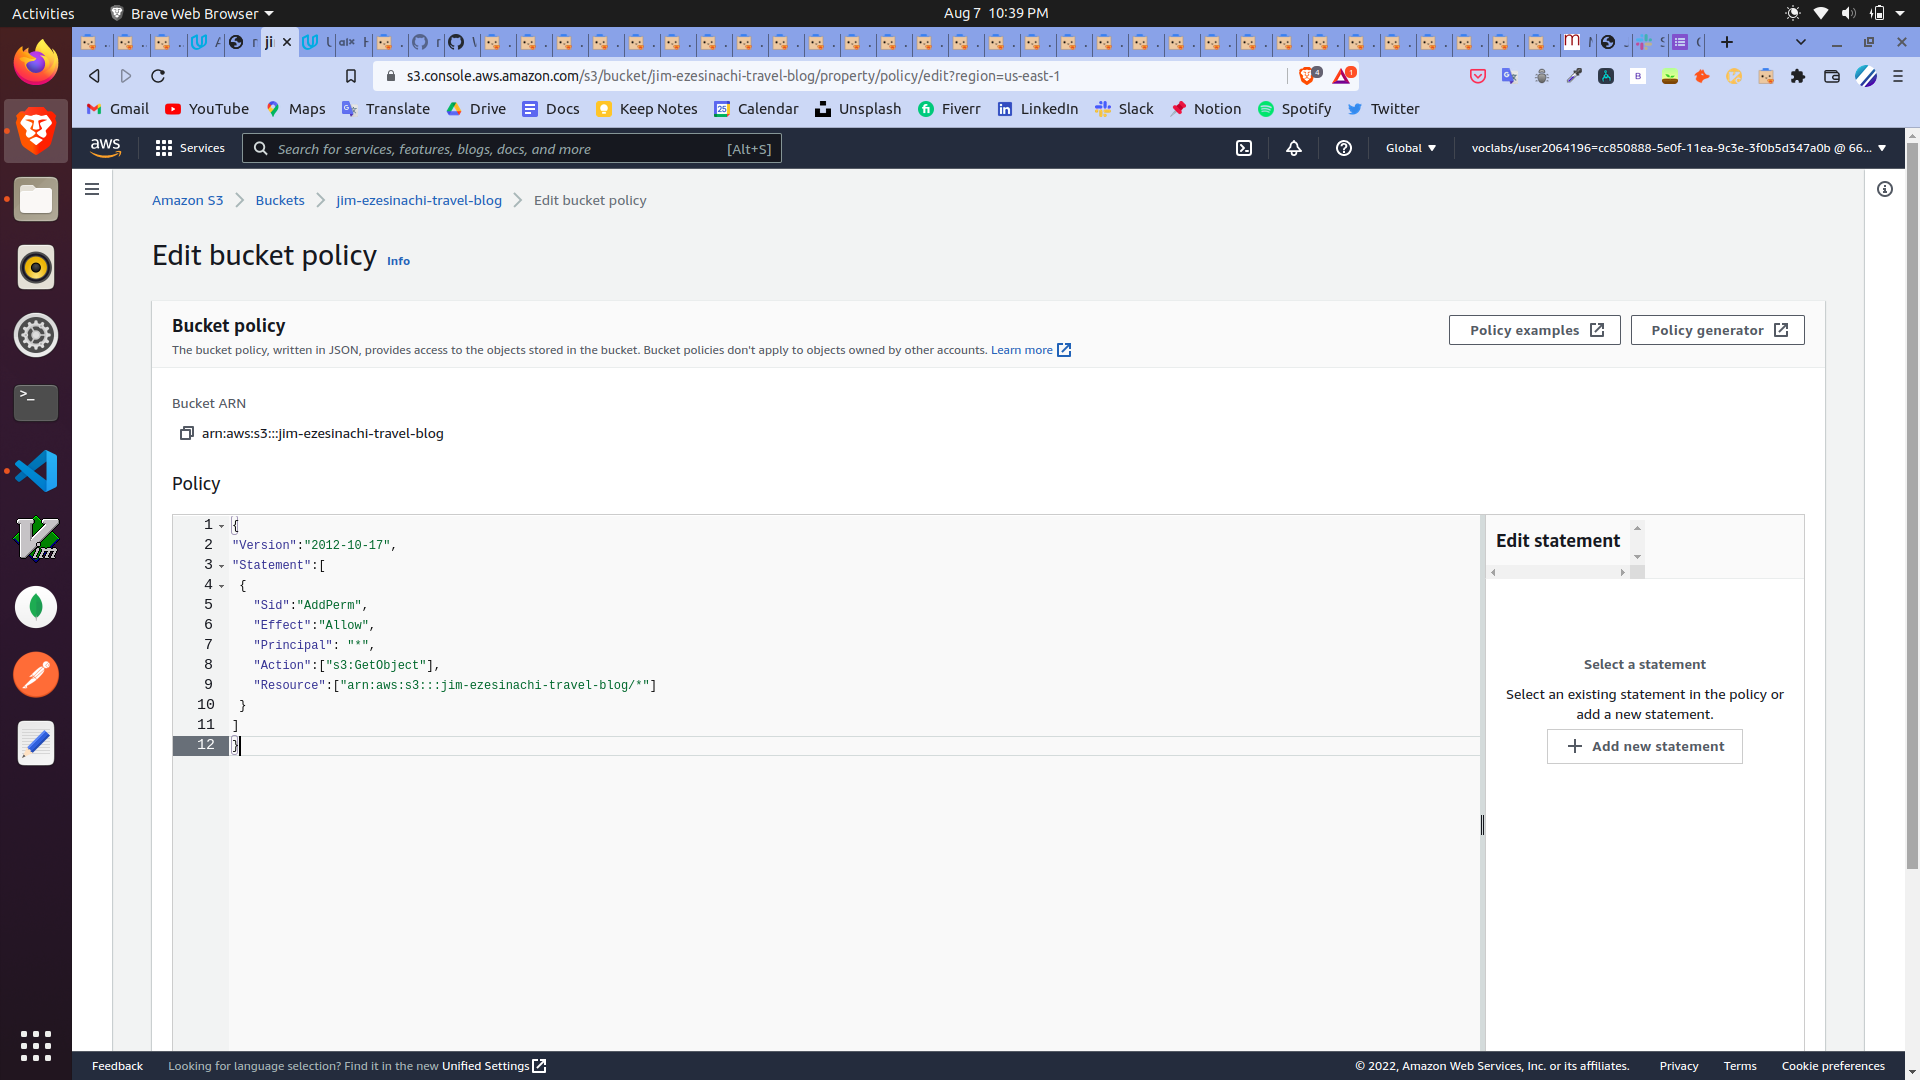 Activities
Brave Web Browser
Aug 7 10:39 PM
s3.console.aws.amazon.com/s3/bucket/jim-ezesinachi-travel-blog/property/policy/edit?region=us-east-1
4
1
Gmail YouTube Maps Translate Drive Docs Keep Notes Calendar Unsplash Fiverr LinkedIn Slack Notion Spotify Twitter
aws Services Search for services, features, blogs, docs, and more [Alt+S] Global voclabs/user2064196=cc850888-5e0f-11ea-9c3e-3f0b5d347a0b @ 66...
Amazon S3 Buckets jim-ezesinachi-travel-blog Edit bucket policy
Edit bucket policy Info
Bucket policy
The bucket policy, written in JSON, provides access to the objects stored in the bucket. Bucket policies don't apply to objects owned by other accounts. Learn more
Policy examples
Policy generator
Bucket ARN
arn:aws:s3:::jim-ezesinachi-travel-blog
Policy
1 {
2 "Version":"2012-10-17",
3 "Statement":[
4 {
5 "Sid":"AddPerm",
6 "Effect":"Allow",
7 "Principal": "*",
8 "Action":["s3:GetObject"],
9 "Resource":["arn:aws:s3:::jim-ezesinachi-travel-blog/*"]
10 }
11 ]
12 }
Edit statement
Select a statement
Select an existing statement in the policy or
add a new statement.
Add new statement
Feedback Looking for language selection? Find it in the new Unified Settings
© 2022, Amazon Web Services, Inc. or its affiliates. Privacy Terms Cookie preferences